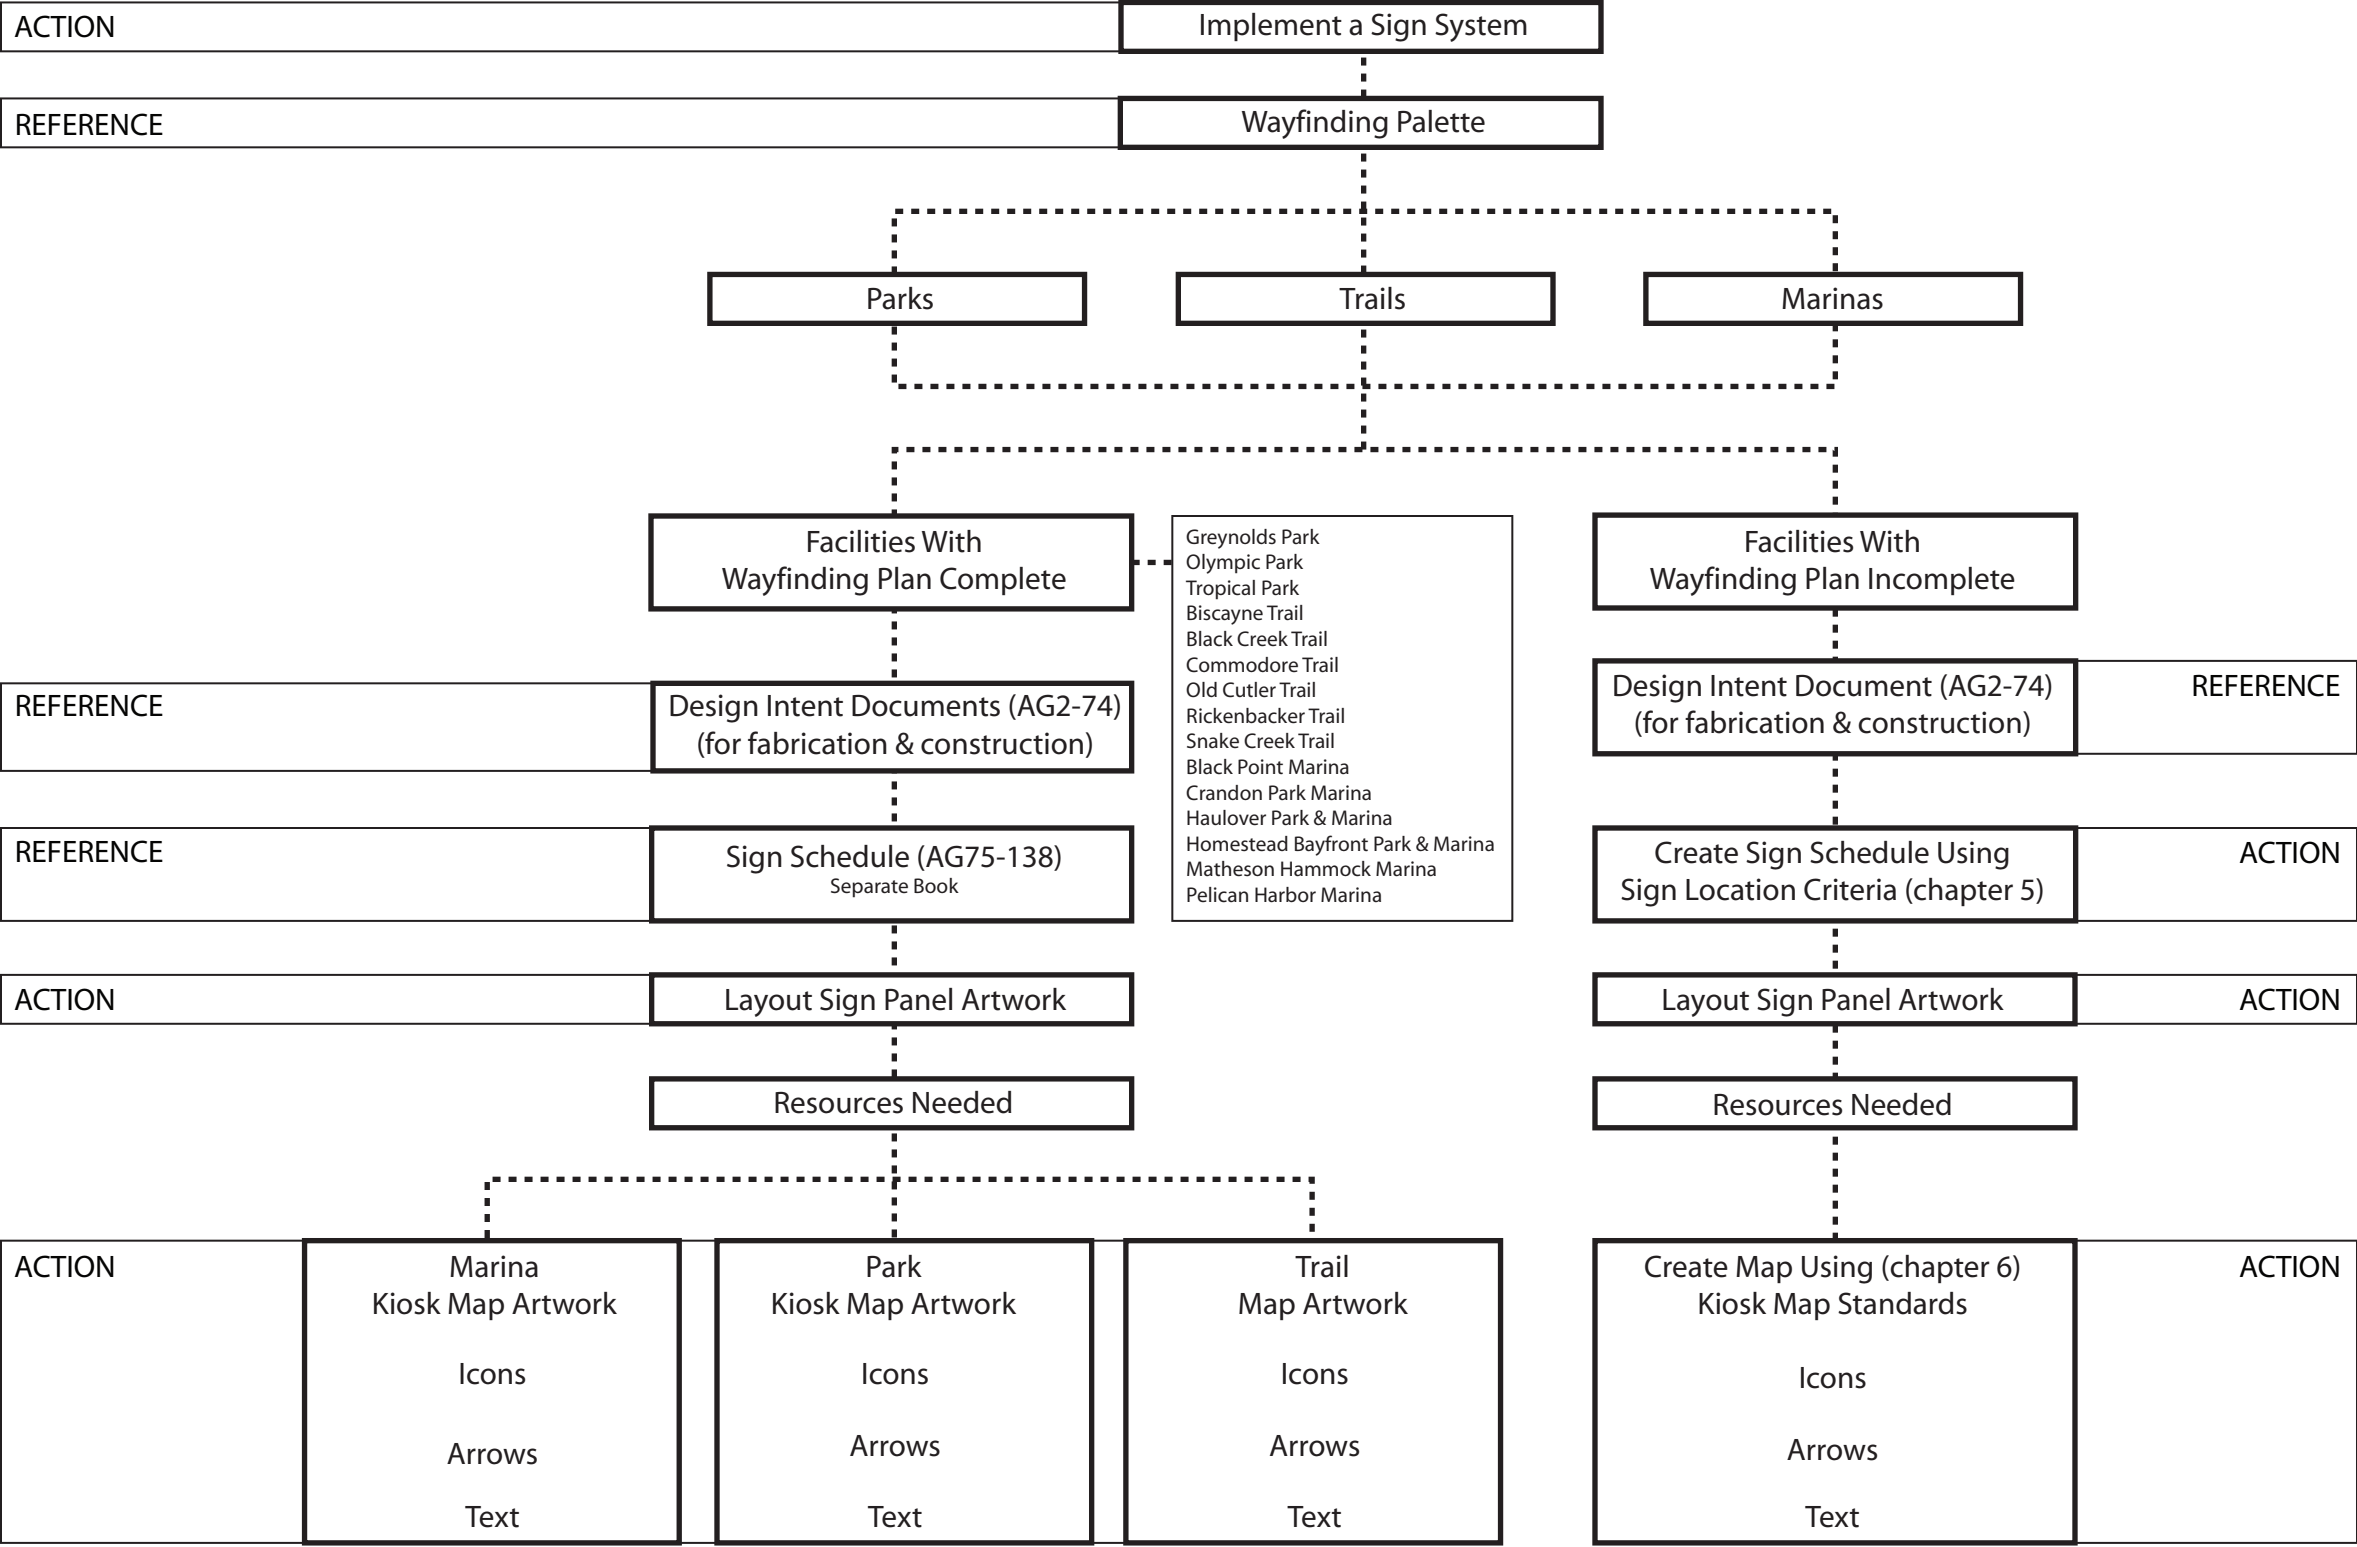 ACTION
Implement a Sign System
REFERENCE
Wayfinding Palette
Parks
Trails
Marinas
Facilities With
Wayfinding Plan Complete
Greynolds Park
Olympic Park
Tropical Park
Biscayne Trail
Black Creek Trail
Commodore Trail
Old Cutler Trail
Rickenbacker Trail
Snake Creek Trail
Black Point Marina
Crandon Park Marina
Haulover Park & Marina
Homestead Bayfront Park & Marina
Matheson Hammock Marina
Pelican Harbor Marina
Facilities With
Wayfinding Plan Incomplete
REFERENCE
Design Intent Documents (AG2-74)
(for fabrication & construction)
Design Intent Document (AG2-74)
(for fabrication & construction)
REFERENCE
REFERENCE
Sign Schedule (AG75-138)
Separate Book
Create Sign Schedule Using
Sign Location Criteria (chapter 5)
ACTION
ACTION
Layout Sign Panel Artwork
Layout Sign Panel Artwork
ACTION
Resources Needed
Resources Needed
ACTION
Marina
Kiosk Map Artwork
Icons
Arrows
Text
Park
Kiosk Map Artwork
Icons
Arrows
Text
Trail
Map Artwork
Icons
Arrows
Text
Create Map Using (chapter 6)
Kiosk Map Standards
Icons
Arrows
Text
ACTION